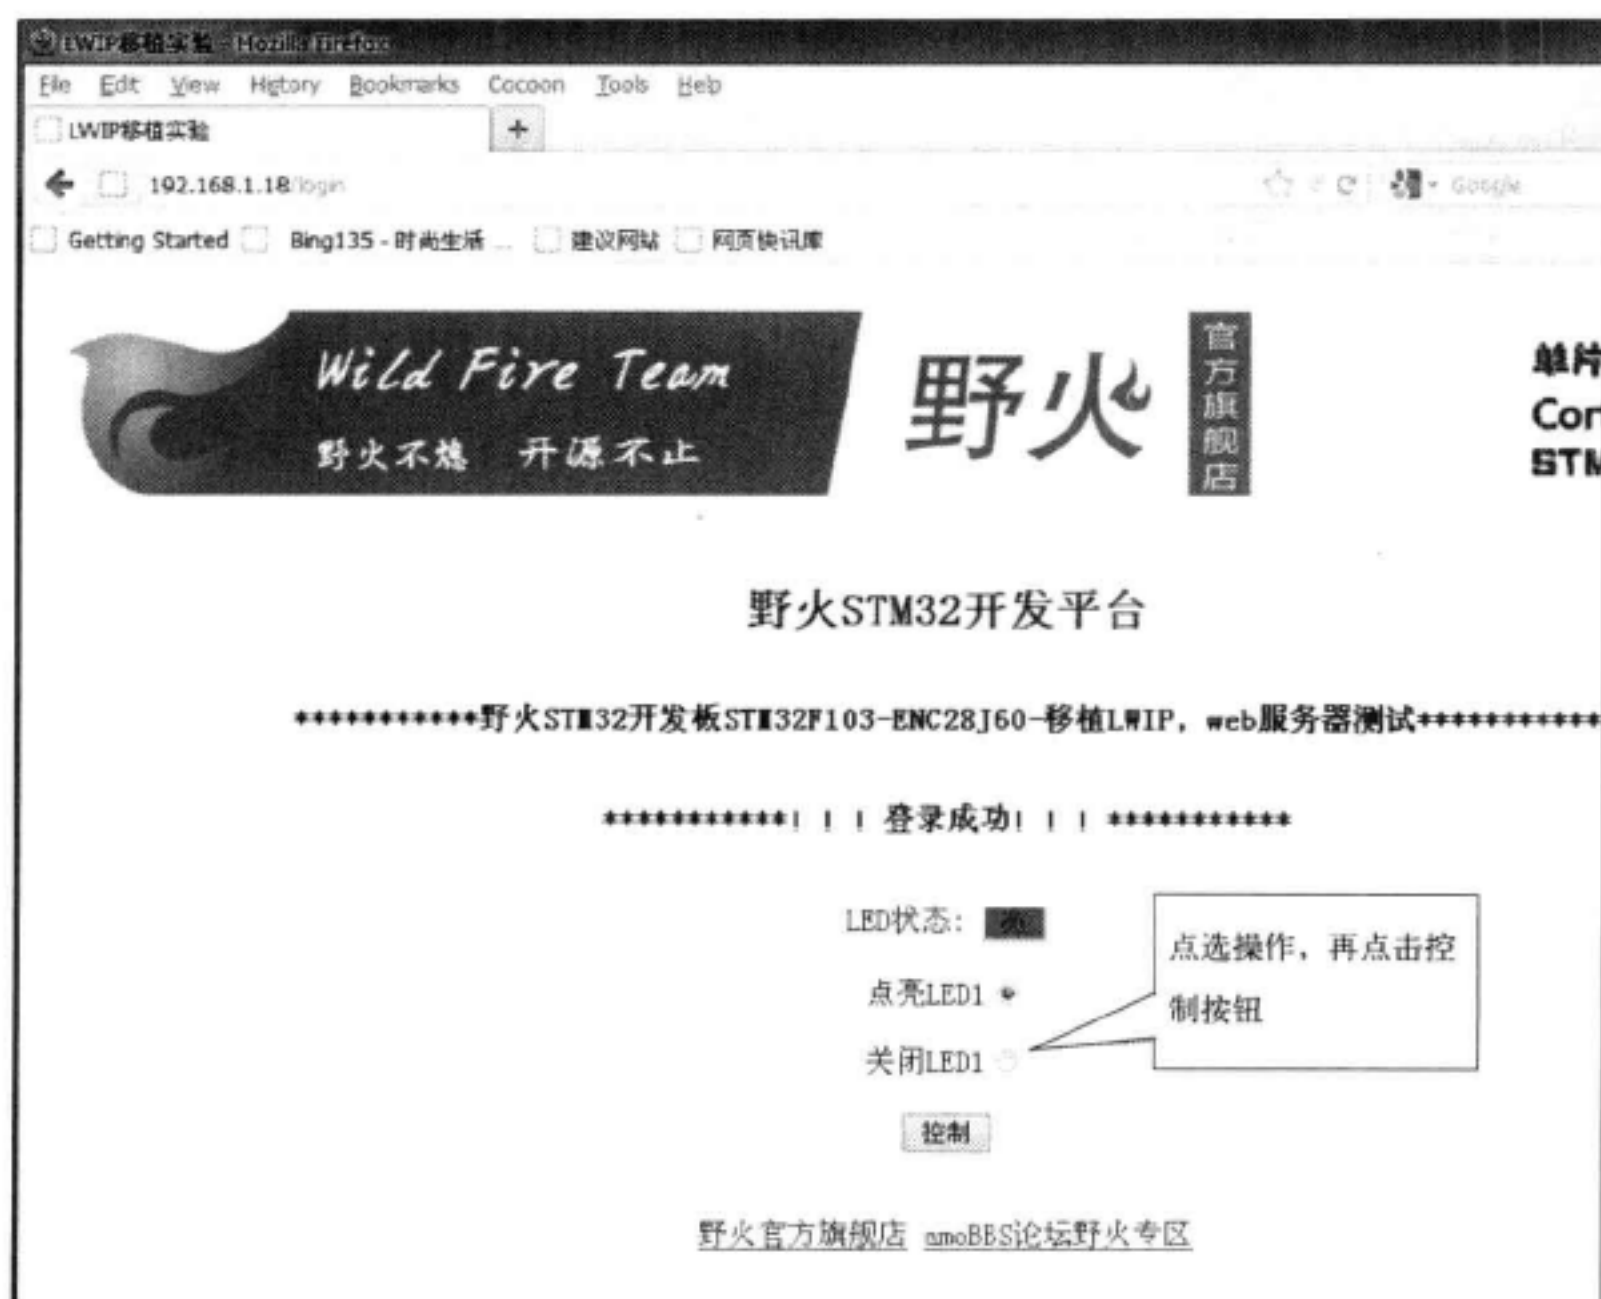 LWIP移植实验 - Mozilla Firefox
File Edit View History Bookmarks Cocoon Tools Help
LWIP移植实验 +
192.168.1.18/login Google
Getting Started Bing135 - 时尚生活 ... 建议网站 网页快讯库
Wild Fire Team
野火不熄 开源不止
野火
官方旗舰店
单片
Cor
STM
野火STM32开发平台
***********野火STM32开发板STM32F103-ENC28J60-移植LWIP, web服务器测试***********
***********! ! ! 登录成功! ! ! ***********
LED状态:
点亮LED1
关闭LED1
点选操作，再点击控
制按钮
控制
野火官方旗舰店 amoBBS论坛野火专区